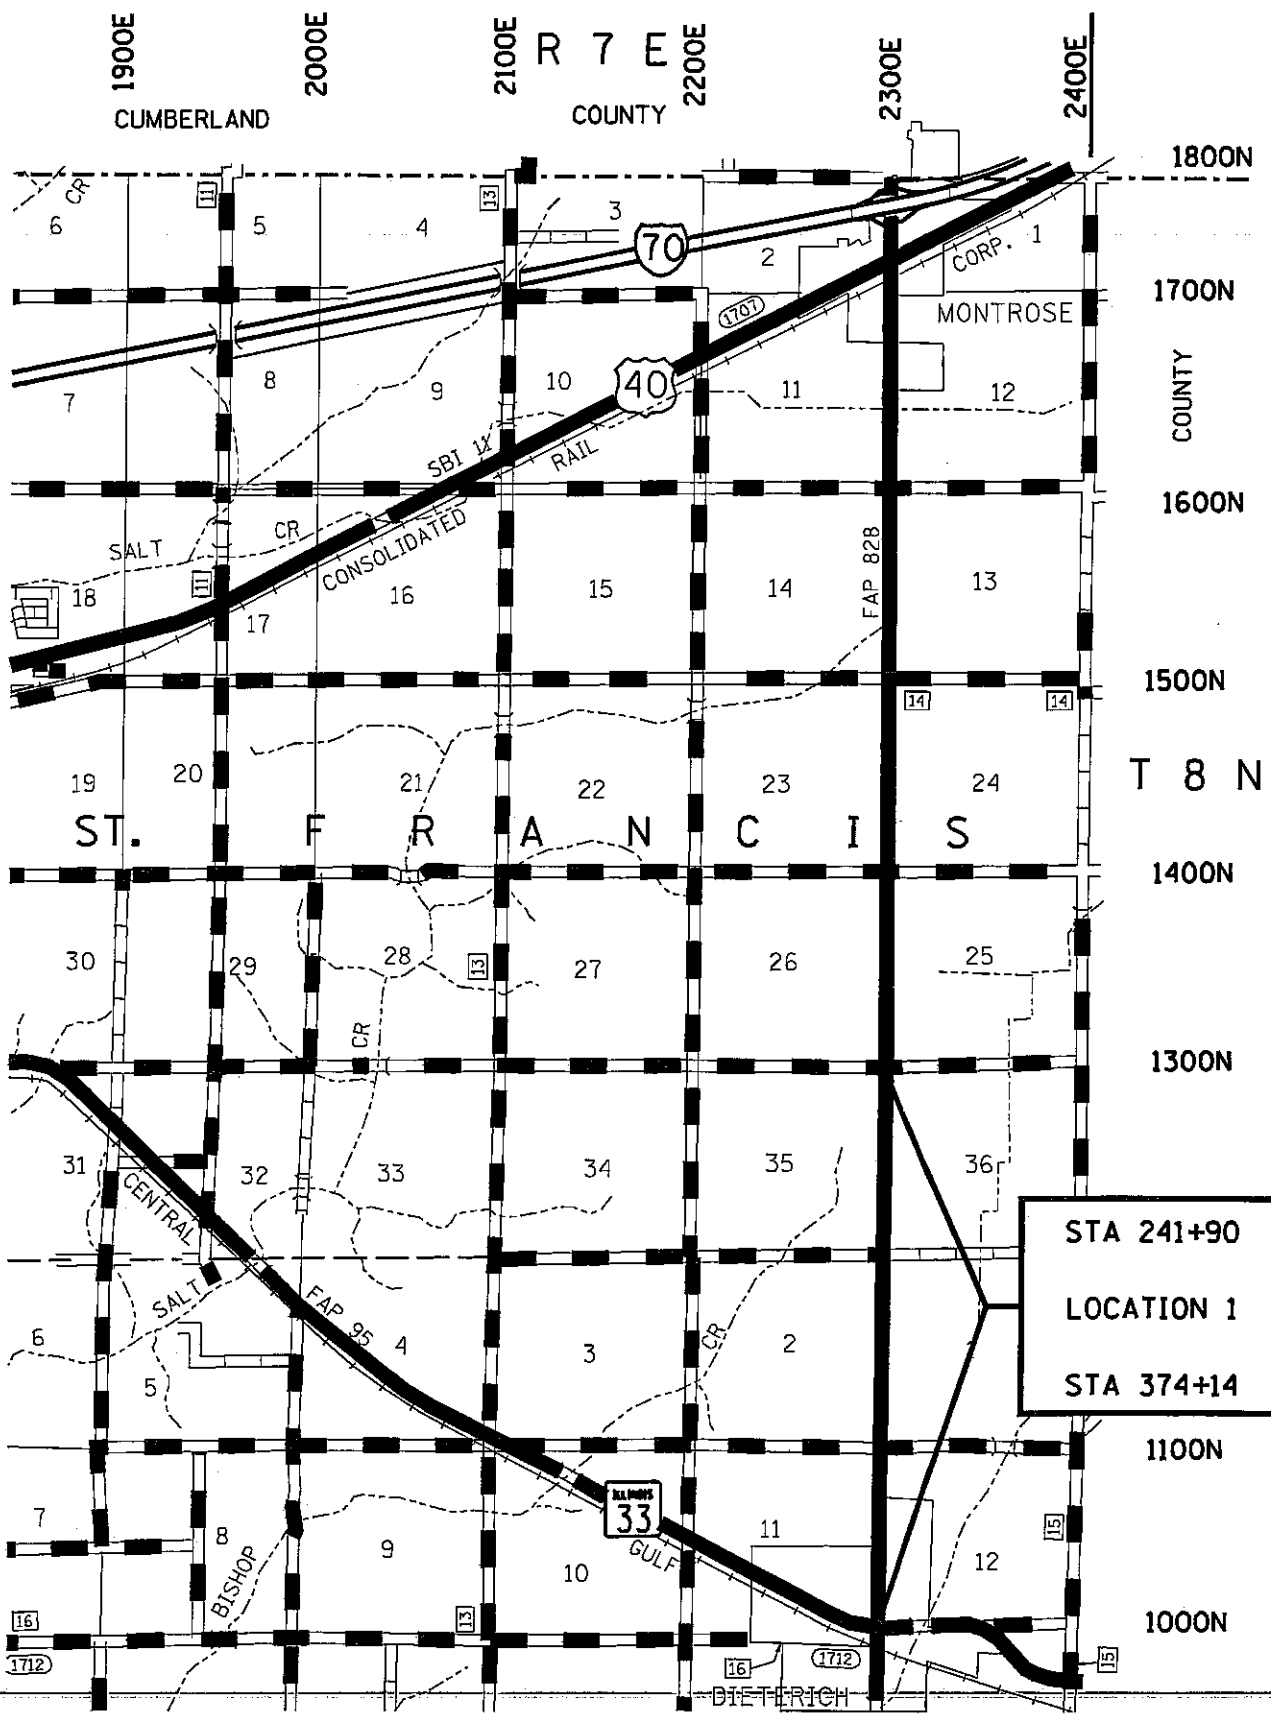 1900E 2000E 2100E R 7 E 2200E 2300E 2400E
CUMBERLAND COUNTY
1800N
CR 11 13
6 5 4 3 2 1
70
CORP.
1700N
1707
MONTROSE
40
7 8 9 10 11 12
COUNTY
SBI 11
RAIL
1600N
SALT CR CONSOLIDATED
FAP 828
11
18 17 16 15 14 13
1500N
14 14
19 20 21 22 23 24
T 8 N
ST. FRANCIS
1400N
30 29 28 13 27 26 25
CR
1300N
31 32 33 34 35 36
CENTRAL
STA 241+90
SALT
FAP 95
LOCATION 1
6 5 4 3 CR 2
STA 374+14
1100N
ILLINOIS
33
7 8 9 10 11 12
15
GULF
BISHOP
16 13
1000N
1712 16 1712 15
DIETERICH